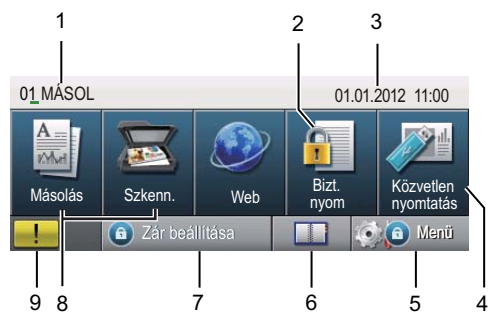 1 2 3
01 MÁSOL 01.01.2012 11:00
Másolás Szkenn. Web Bizt. nyom Közvetlen nyomtatás
! Zár beállítása Menü
9 8 7 6 5 4